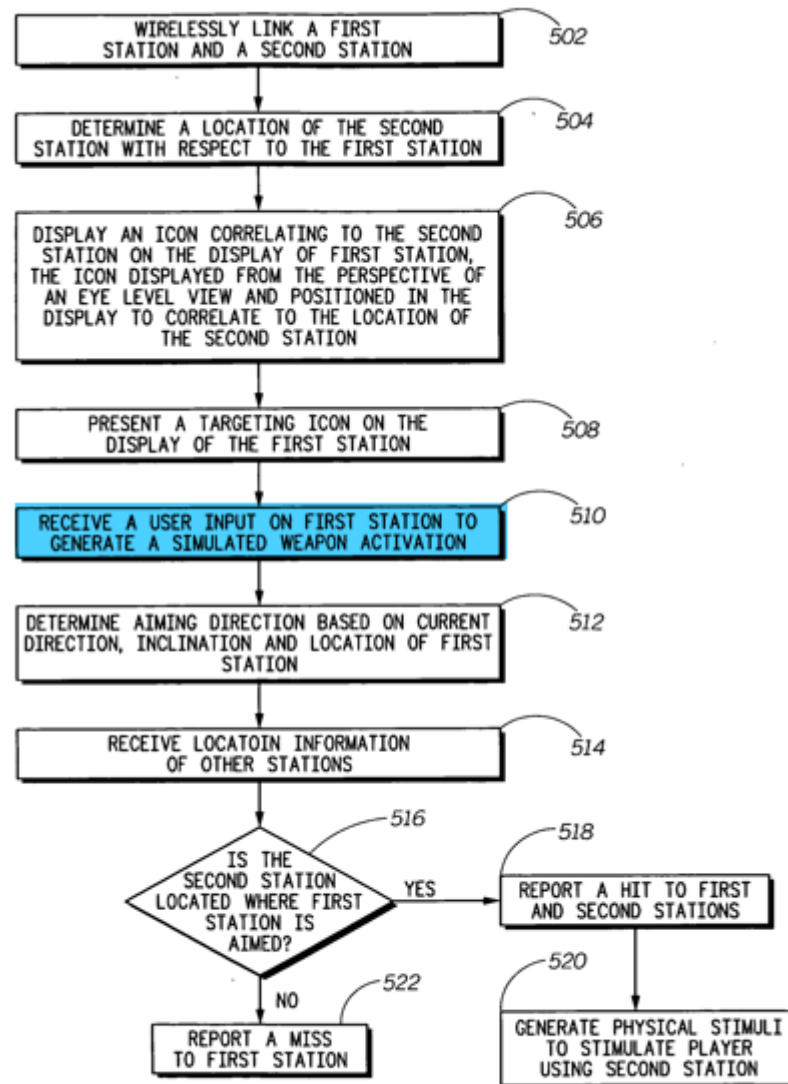 WIRELESSLY LINK A FIRST
STATION AND A SECOND STATION
502
DETERMINE A LOCATION OF THE SECOND
STATION WITH RESPECT TO THE FIRST STATION
504
DISPLAY AN ICON CORRELATING TO THE SECOND
STATION ON THE DISPLAY OF FIRST STATION,
THE ICON DISPLAYED FROM THE PERSPECTIVE OF
AN EYE LEVEL VIEW AND POSITIONED IN THE
DISPLAY TO CORRELATE TO THE LOCATION OF
THE SECOND STATION
506
PRESENT A TARGETING ICON ON THE
DISPLAY OF THE FIRST STATION
508
RECEIVE A USER INPUT ON FIRST STATION TO
GENERATE A SIMULATED WEAPON ACTIVATION
510
DETERMINE AIMING DIRECTION BASED ON CURRENT
DIRECTION, INCLINATION AND LOCATION OF FIRST
STATION
512
RECEIVE LOCATOIN INFORMATION
OF OTHER STATIONS
514
IS THE
SECOND STATION
LOCATED WHERE FIRST
STATION IS
AIMED?
516
YES
REPORT A HIT TO FIRST
AND SECOND STATIONS
518
GENERATE PHYSICAL STIMULI
TO STIMULATE PLAYER
USING SECOND STATION
520
NO
REPORT A MISS
TO FIRST STATION
522